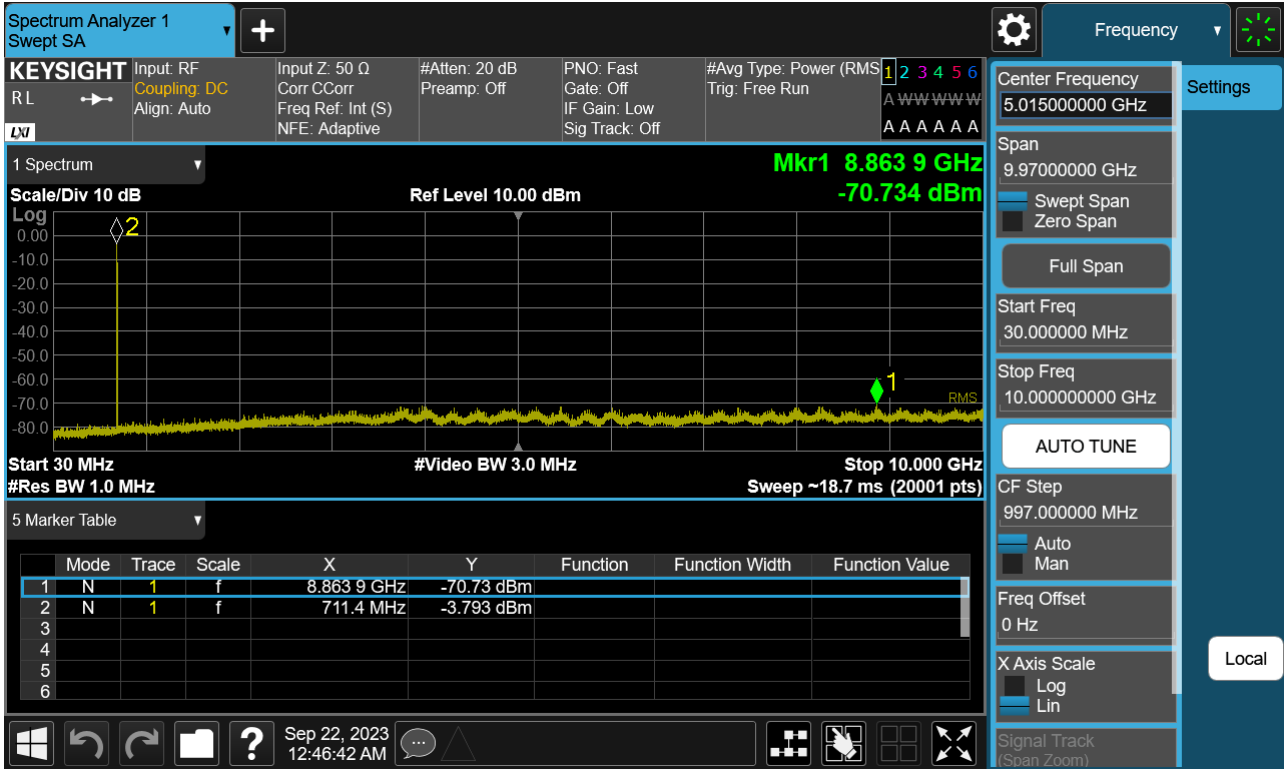 Spectrum Analyzer 1
Swept SA
+
Frequency
KEYSIGHT
RL
LXI
Input: RF
Coupling: DC
Align: Auto
Input Z: 50 Ω
Corr CCorr
Freq Ref: Int (S)
NFE: Adaptive
#Atten: 20 dB
Preamp: Off
PNO: Fast
Gate: Off
IF Gain: Low
Sig Track: Off
#Avg Type: Power (RMS
Trig: Free Run
1 2 3 4 5 6
A W W W W W
A A A A A A
1 Spectrum
Mkr1 8.863 9 GHz
Scale/Div 10 dB
Ref Level 10.00 dBm
-70.734 dBm
Log
0.00
-10.0
-20.0
-30.0
-40.0
-50.0
-60.0
-70.0
-80.0
2
1
RMS
Start 30 MHz
#Video BW 3.0 MHz
Stop 10.000 GHz
#Res BW 1.0 MHz
Sweep ~18.7 ms (20001 pts)
5 Marker Table
Mode Trace Scale X Y Function Function Width Function Value
1 N 1 f 8.863 9 GHz -70.73 dBm
2 N 1 f 711.4 MHz -3.793 dBm
3
4
5
6
?
Sep 22, 2023
12:46:42 AM
Center Frequency
5.015000000 GHz
Settings
Span
9.97000000 GHz
Swept Span
Zero Span
Full Span
Start Freq
30.000000 MHz
Stop Freq
10.000000000 GHz
AUTO TUNE
CF Step
997.000000 MHz
Auto
Man
Freq Offset
0 Hz
X Axis Scale
Log
Lin
Local
Signal Track
(Span Zoom)